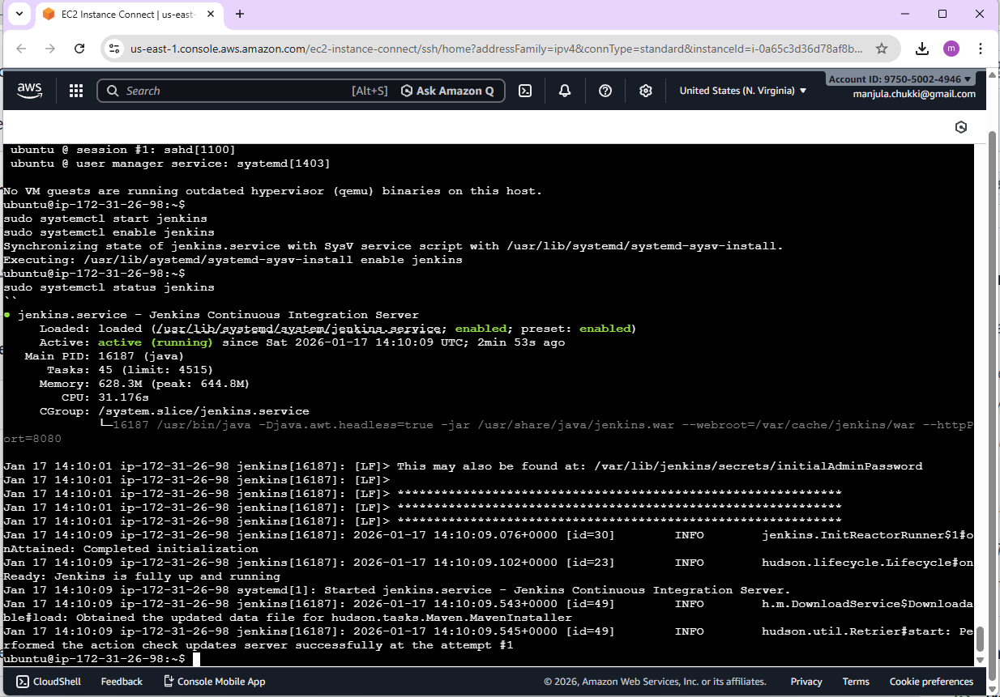 EC2 Instance Connect | us-east-
us-east-1.console.aws.amazon.com/ec2-instance-connect/ssh/home?addressFamily=ipv4&connType=standard&instanceId=i-0a65c3d36d78af8b...
m
aws
Search
[Alt+S]
Ask Amazon Q
United States (N. Virginia)
Account ID: 9750-5002-4946
manjula.chukki@gmail.com
ubuntu @ session #1: sshd[1100]
ubuntu @ user manager service: systemd[1403]
No VM guests are running outdated hypervisor (qemu) binaries on this host.
ubuntu@ip-172-31-26-98:~$
sudo systemctl start jenkins
sudo systemctl enable jenkins
Synchronizing state of jenkins.service with SysV service script with /usr/lib/systemd/systemd-sysv-install.
Executing: /usr/lib/systemd/systemd-sysv-install enable jenkins
ubuntu@ip-172-31-26-98:~$
sudo systemctl status jenkins
``
● jenkins.service - Jenkins Continuous Integration Server
Loaded: loaded (/usr/lib/systemd/system/jenkins.service; enabled; preset: enabled)
Active: active (running) since Sat 2026-01-17 14:10:09 UTC; 2min 53s ago
Main PID: 16187 (java)
Tasks: 45 (limit: 4515)
Memory: 628.3M (peak: 644.8M)
CPU: 31.176s
CGroup: /system.slice/jenkins.service
└─16187 /usr/bin/java -Djava.awt.headless=true -jar /usr/share/java/jenkins.war --webroot=/var/cache/jenkins/war --httpP
ort=8080
Jan 17 14:10:01 ip-172-31-26-98 jenkins[16187]: [LF]> This may also be found at: /var/lib/jenkins/secrets/initialAdminPassword
Jan 17 14:10:01 ip-172-31-26-98 jenkins[16187]: [LF]>
Jan 17 14:10:01 ip-172-31-26-98 jenkins[16187]: [LF]> *************************************************************
Jan 17 14:10:01 ip-172-31-26-98 jenkins[16187]: [LF]> *************************************************************
Jan 17 14:10:01 ip-172-31-26-98 jenkins[16187]: [LF]> *************************************************************
Jan 17 14:10:09 ip-172-31-26-98 jenkins[16187]: 2026-01-17 14:10:09.076+0000 [id=30] INFO jenkins.InitReactorRunner$1#o
nAttained: Completed initialization
Jan 17 14:10:09 ip-172-31-26-98 jenkins[16187]: 2026-01-17 14:10:09.102+0000 [id=23] INFO hudson.lifecycle.Lifecycle#on
Ready: Jenkins is fully up and running
Jan 17 14:10:09 ip-172-31-26-98 systemd[1]: Started jenkins.service - Jenkins Continuous Integration Server.
Jan 17 14:10:09 ip-172-31-26-98 jenkins[16187]: 2026-01-17 14:10:09.543+0000 [id=49] INFO h.m.DownloadService$Downloada
ble#load: Obtained the updated data file for hudson.tasks.Maven.MavenInstaller
Jan 17 14:10:09 ip-172-31-26-98 jenkins[16187]: 2026-01-17 14:10:09.545+0000 [id=49] INFO hudson.util.Retrier#start: Pe
rformed the action check updates server successfully at the attempt #1
ubuntu@ip-172-31-26-98:~$
CloudShell Feedback Console Mobile App © 2026, Amazon Web Services, Inc. or its affiliates. Privacy Terms Cookie preferences